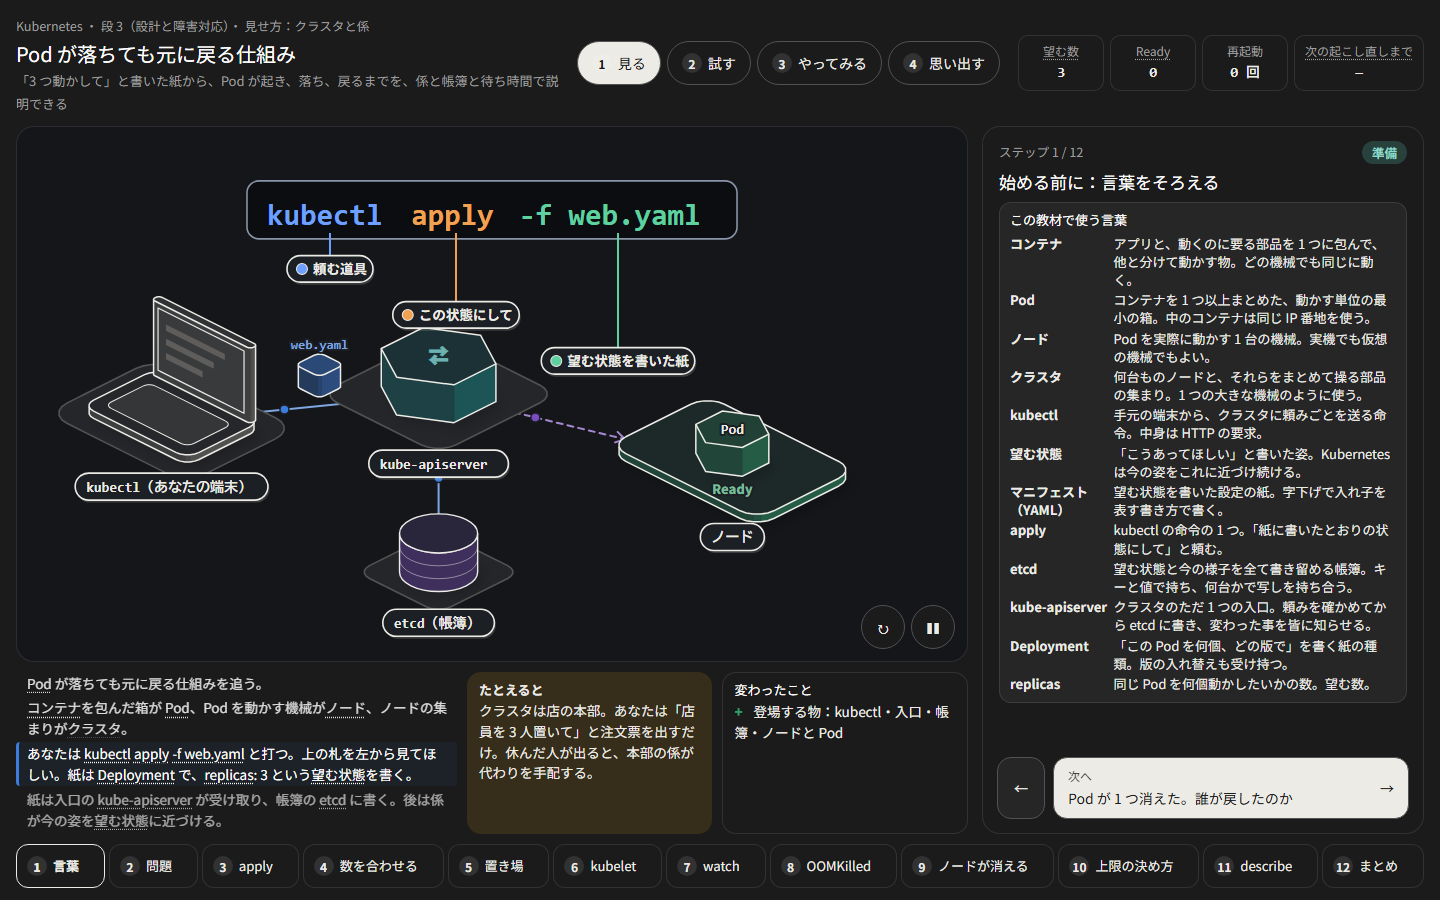 Kubernetes ・ 段 3（設計と障害対応）・ 見せ方：クラスタと係
Pod が落ちても元に戻る仕組み
「3 つ動かして」と書いた紙から、Pod が起き、落ち、戻るまでを、係と帳簿と待ち時間で説
明できる
1 見る
2 試す
3 やってみる
4 思い出す
望む数
3
Ready
0
再起動
0 回
次の起こし直しまで
—
kubectl apply -f web.yaml
頼む道具
この状態にして
望む状態を書いた紙
web.yaml
kubectl（あなたの端末）
kube-apiserver
etcd（帳簿）
Pod
Ready
ノード
↻
ステップ 1 / 12
準備
始める前に：言葉をそろえる
この教材で使う言葉
コンテナ
アプリと、動くのに要る部品を 1 つに包んで、
他と分けて動かす物。どの機械でも同じに動
く。
Pod
コンテナを 1 つ以上まとめた、動かす単位の最
小の箱。中のコンテナは同じ IP 番地を使う。
ノード
Pod を実際に動かす 1 台の機械。実機でも仮想
の機械でもよい。
クラスタ
何台ものノードと、それらをまとめて操る部品
の集まり。1 つの大きな機械のように使う。
kubectl
手元の端末から、クラスタに頼みごとを送る命
令。中身は HTTP の要求。
望む状態
「こうあってほしい」と書いた姿。Kubernetes
は今の姿をこれに近づけ続ける。
マニフェスト
（YAML）
望む状態を書いた設定の紙。字下げで入れ子を
表す書き方で書く。
apply
kubectl の命令の 1 つ。「紙に書いたとおりの状
態にして」と頼む。
etcd
望む状態と今の様子を全て書き留める帳簿。キ
ーと値で持ち、何台かで写しを持ち合う。
kube-apiserver
クラスタのただ 1 つの入口。頼みを確かめてか
ら etcd に書き、変わった事を皆に知らせる。
Deployment
「この Pod を何個、どの版で」を書く紙の種
類。版の入れ替えも受け持つ。
replicas
同じ Pod を何個動かしたいかの数。望む数。
←
次へ
Pod が 1 つ消えた。誰が戻したのか
→
Pod が落ちても元に戻る仕組みを追う。
コンテナを包んだ箱が Pod、Pod を動かす機械がノード、ノードの集
まりがクラスタ。
あなたは kubectl apply -f web.yaml と打つ。上の札を左から見てほ
しい。紙は Deployment で、replicas: 3 という望む状態を書く。
紙は入口の kube-apiserver が受け取り、帳簿の etcd に書く。後は係
が今の姿を望む状態に近づける。
たとえると
クラスタは店の本部。あなたは「店
員を 3 人置いて」と注文票を出すだ
け。休んだ人が出ると、本部の係が
代わりを手配する。
変わったこと
+ 登場する物：kubectl・入口・帳
簿・ノードと Pod
1 言葉
2 問題
3 apply
4 数を合わせる
5 置き場
6 kubelet
7 watch
8 OOMKilled
9 ノードが消える
10 上限の決め方
11 describe
12 まとめ